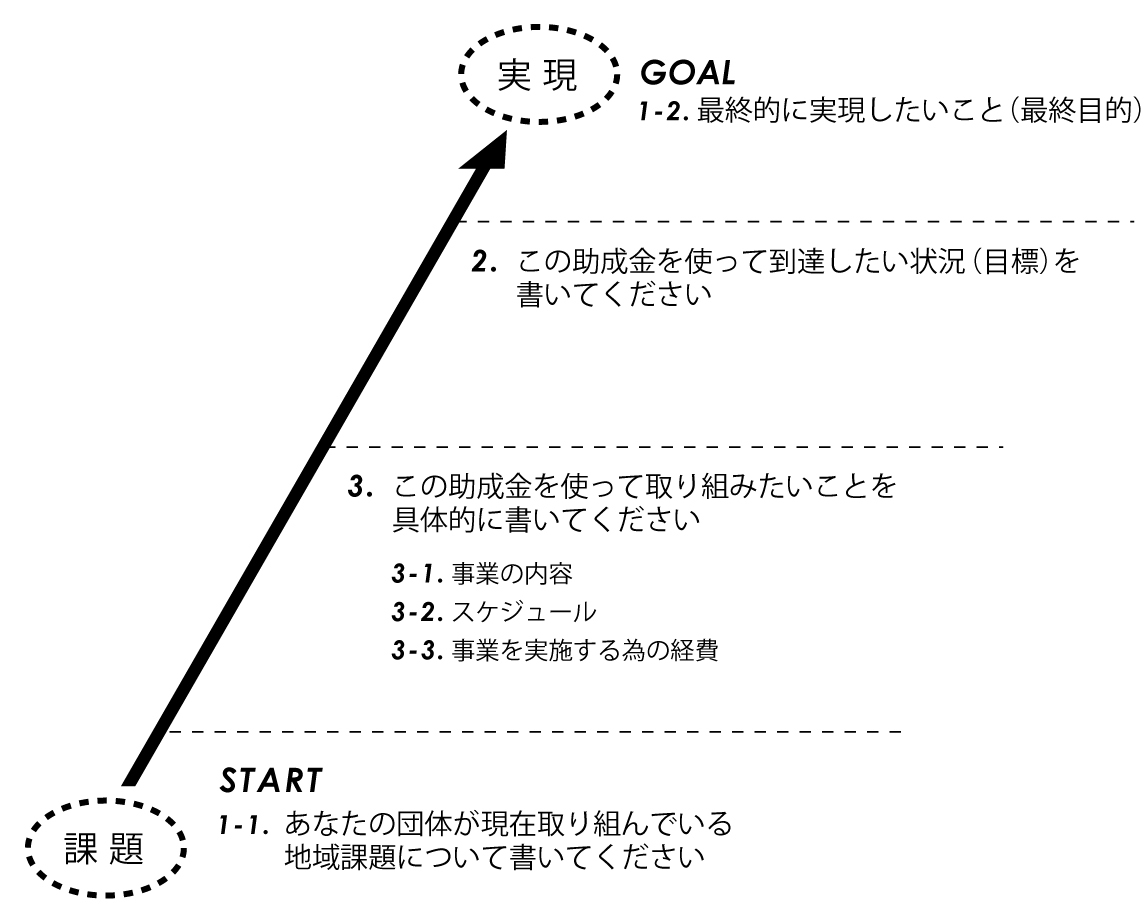 実現
GOAL
1-2. 最終的に実現したいこと（最終目的）
2. この助成金を使って到達したい状況（目標）を
書いてください
3. この助成金を使って取り組みたいことを
具体的に書いてください
3-1. 事業の内容
3-2. スケジュール
3-3. 事業を実施する為の経費
START
1-1. あなたの団体が現在取り組んでいる
地域課題について書いてください
課題